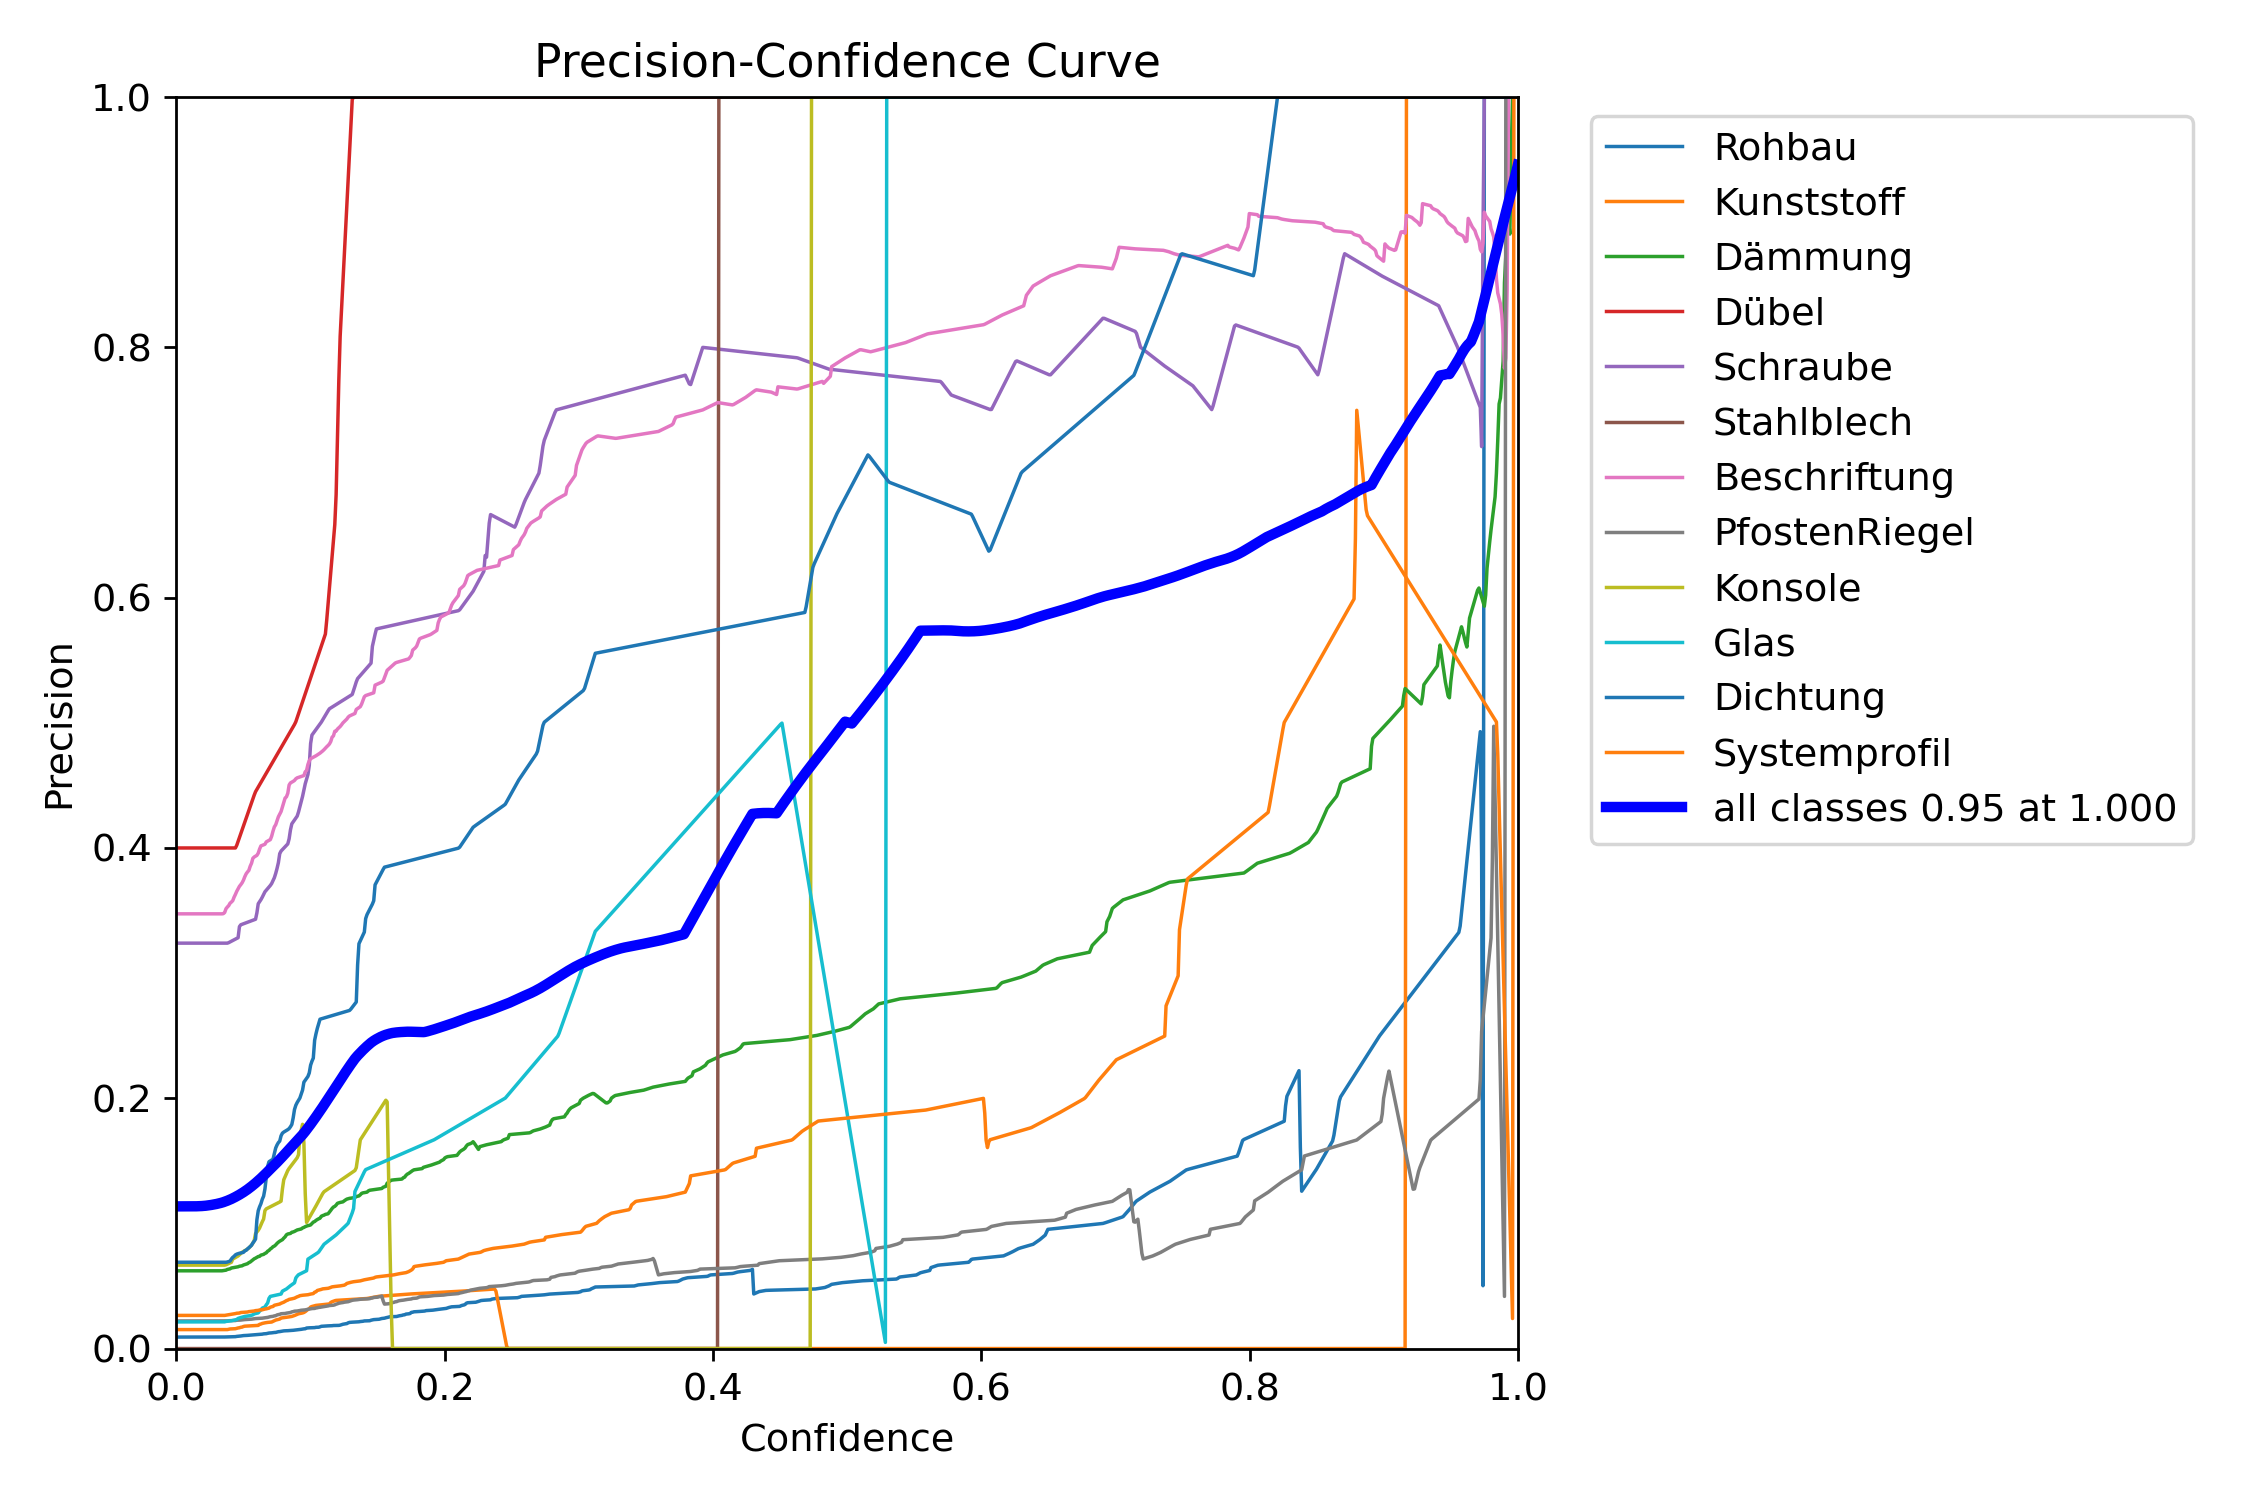 Precision-Confidence Curve
1.0
0.8
0.6
0.4
0.2
0.0
Precision
0.0 0.2 0.4 0.6 0.8 1.0
Confidence
Rohbau
Kunststoff
Dämmung
Dübel
Schraube
Stahlblech
Beschriftung
PfostenRiegel
Konsole
Glas
Dichtung
Systemprofil
all classes 0.95 at 1.000